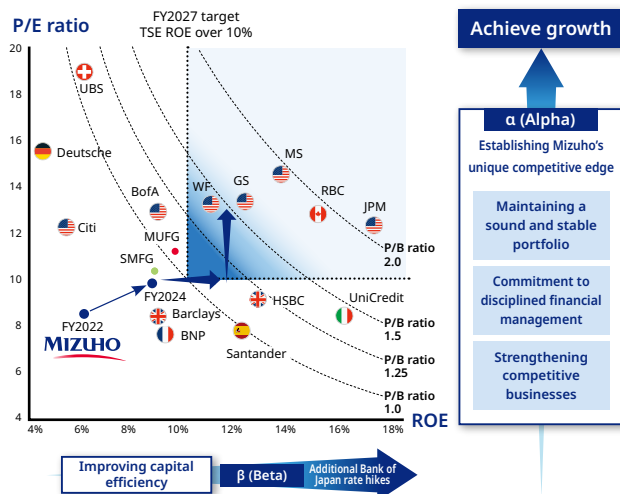 P/E ratio
FY2027 target
TSE ROE over 10%
20
18
16
14
12
10
8
6
4
UBS
Deutsche
BofA
Citi
MUFG
SMFG
WF
GS
MS
RBC
JPM
P/B ratio
2.0
FY2024
FY2022
MIZUHO
Barclays
BNP
HSBC
Santander
UniCredit
P/B ratio
1.5
P/B ratio
1.25
P/B ratio
1.0
ROE
4%
6%
8%
10%
12%
14%
16%
18%
Improving capital
efficiency
β (Beta)
Additional Bank of
Japan rate hikes
Achieve growth
α (Alpha)
Establishing Mizuho's
unique competitive edge
Maintaining a
sound and stable
portfolio
Commitment to
disciplined financial
management
Strengthening
competitive
businesses